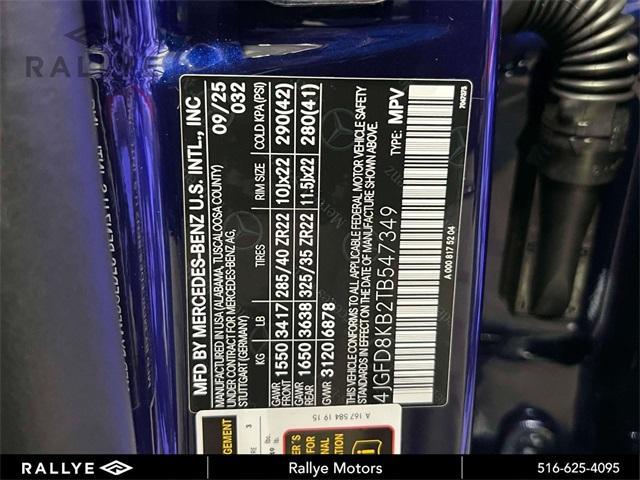 RALLYE
MFD BY MERCEDES-BENZ U.S. INTL., INC
09/25
MADE IN USA (ALABAMA, TUSCALOOSA COUNTY)
032
UNDER CONTRACT FOR MERCEDES-BENZ AG,
STUTTGART (GERMANY)
KG LB TIRES RIM SIZE COLD KPA(PSI)
GAWR FRONT 1550 3417 285/40 ZR22 10JX22 290(42)
GAWR REAR 1650 3638 325/35 ZR22 11.5JX22 280(41)
GVWR 3120 6878
THIS VEHICLE CONFORMS TO ALL APPLICABLE FEDERAL MOTOR VEHICLE SAFETY
STANDARDS IN EFFECT ON THE DATE OF MANUFACTURE SHOWN ABOVE.
4JGFD8KB2TB547349
TYPE: MPV
A 000 817 52 04
A 167 584 19 15
RALLYE
Rallye Motors
516-625-4095